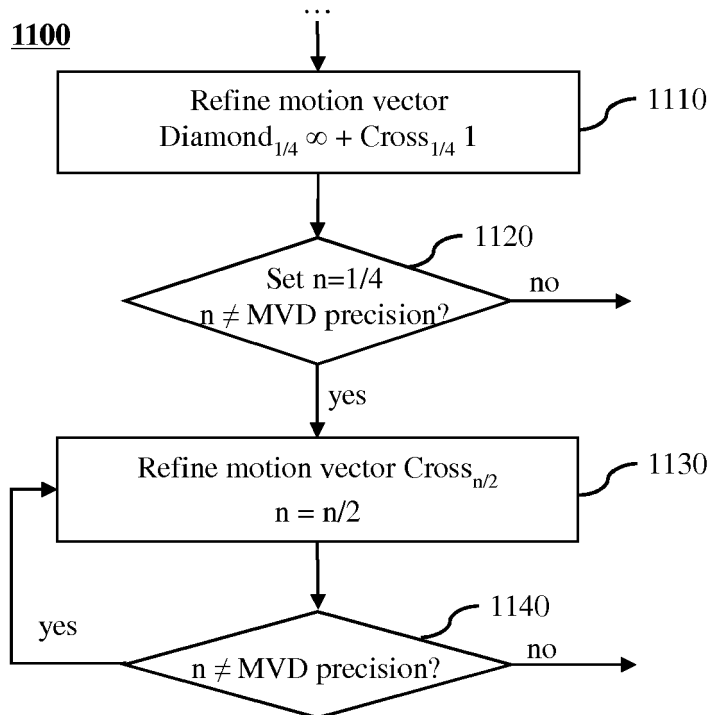 ...
1100
Refine motion vector
Diamond1/4 ∞ + Cross1/4 1
1110
1120
Set n=1/4
n ≠ MVD precision?
no
yes
Refine motion vector Crossn/2
n = n/2
1130
1140
yes
n ≠ MVD precision?
no